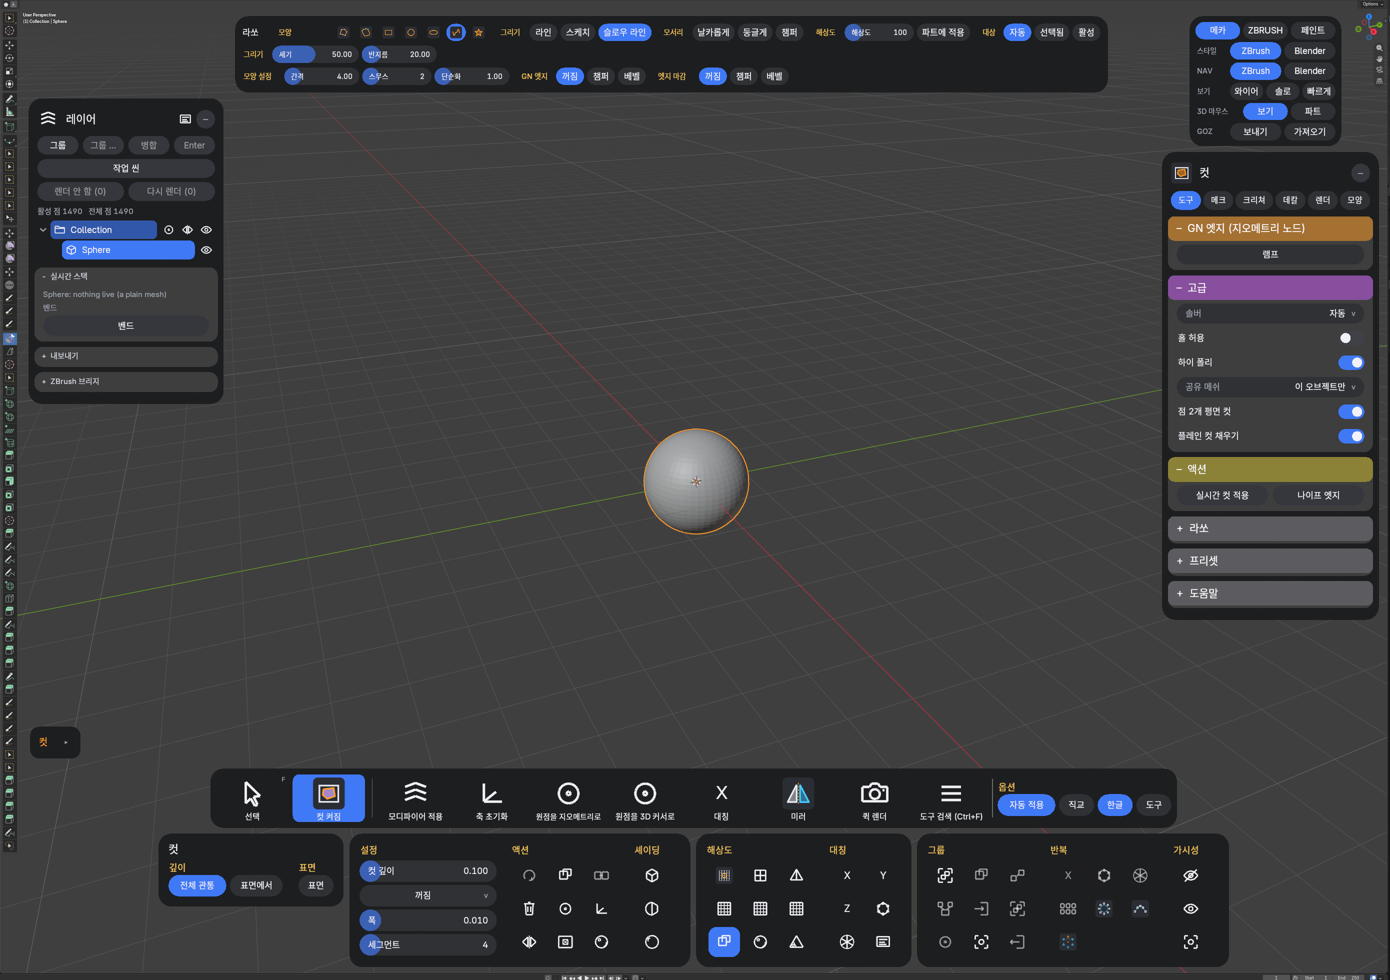 User Perspective
(1) Collection | Sphere
Options
라쏘 모양 그리기 라인 스케치 슬로우 라인 모서리 날카롭게 둥글게 챔퍼 해상도 해상도 100 파트에 적용 대상 자동 선택됨 활성
그리기 세기 50.00 반지름 20.00
모양 설정 간격 4.00 스무스 2 단순화 1.00 GN 엣지 꺼짐 챔퍼 베벨 엣지 마감 꺼짐 챔퍼 베벨
메카 ZBRUSH 페인트
스타일 ZBrush Blender
NAV ZBrush Blender
보기 와이어 솔로 빠르게
3D 마우스 보기 파트
GOZ 보내기 가져오기
레이어
그룹 그룹 ... 병합 Enter
작업 씬
렌더 안 함 (0) 다시 렌더 (0)
활성 점 1490 전체 점 1490
Collection
Sphere
- 실시간 스택
Sphere: nothing live (a plain mesh)
벤드
벤드
+ 내보내기
+ ZBrush 브리지
컷
도구 메크 크리쳐 데칼 렌더 모양
− GN 엣지 (지오메트리 노드)
램프
− 고급
솔버 자동
홀 허용
하이 폴리
공유 메쉬 이 오브젝트만
점 2개 평면 컷
플레인 컷 채우기
− 액션
실시간 컷 적용 나이프 엣지
+ 라쏘
+ 프리셋
+ 도움말
컷
F
선택 컷 켜짐 모디파이어 적용 축 초기화 원점을 지오메트리로 원점을 3D 커서로 X 대칭 미러 퀵 렌더 도구 검색 (Ctrl+F)
옵션
자동 적용 직교 한글 도구
컷
깊이 표면
전체 관통 표면에서 표면
설정 액션 셰이딩
컷 깊이 0.100
꺼짐
폭 0.010
세그먼트 4
해상도 대칭
X Y
Z
그룹 반복 가시성
X